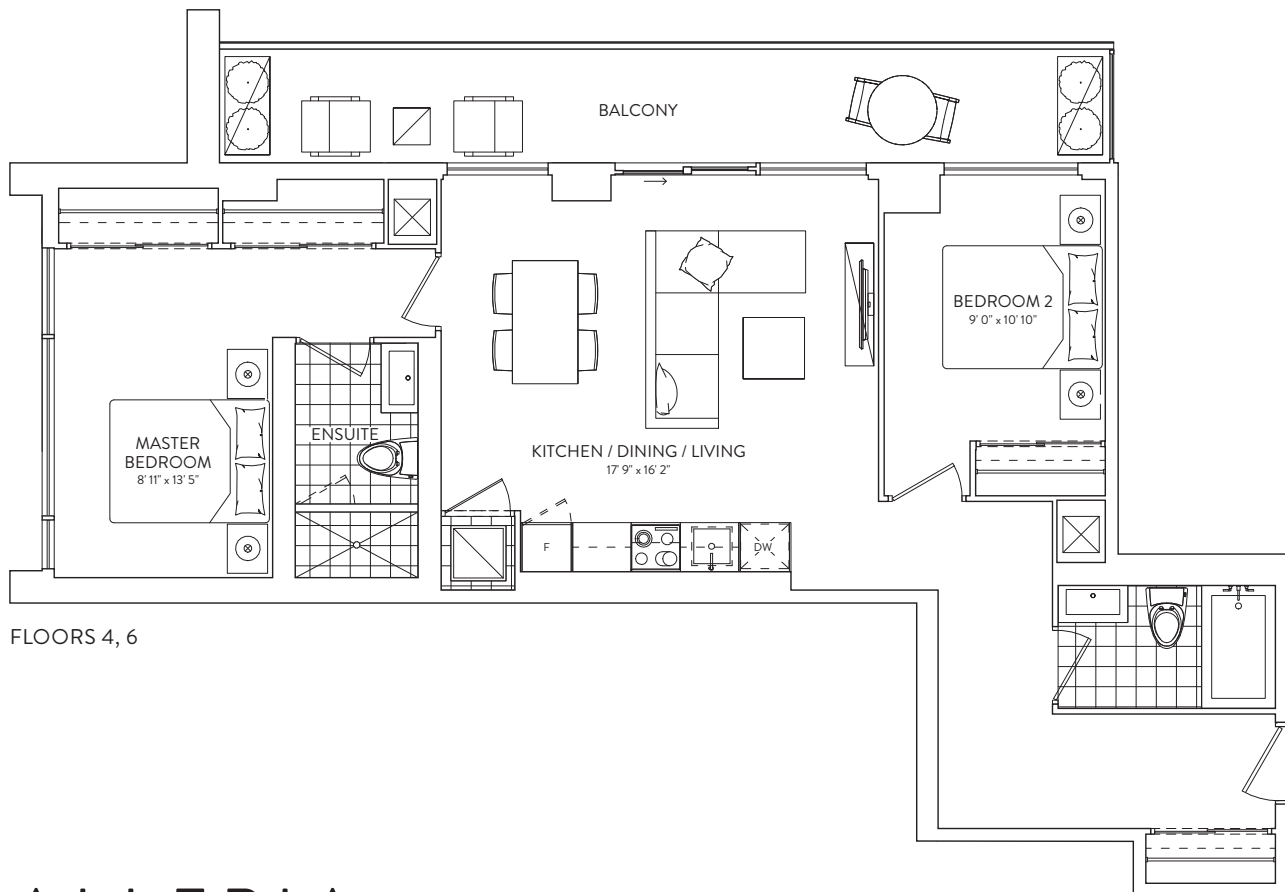 BALCONY
BEDROOM 2
9' 0" x 10' 10"
MASTER
BEDROOM
8' 11" x 13' 5"
ENSUITE
KITCHEN / DINING / LIVING
17' 9" x 16' 2"
F
DW
FLOORS 4, 6